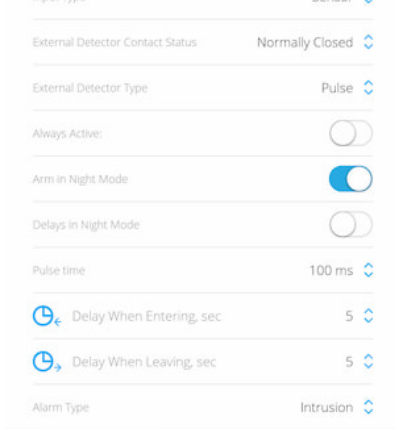 External Detector Contact Status Normally Closed
External Detector Type Pulse
Always Active:
Arm in Night Mode
Delays in Night Mode
Pulse time 100 ms
Delay When Entering, sec 5
Delay When Leaving, sec 5
Alarm Type Intrusion